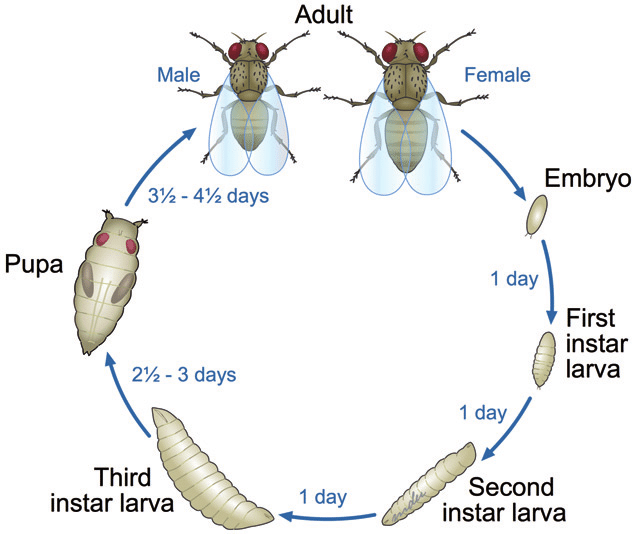 Adult
Male
Female
Embryo
1 day
First
instar
larva
1 day
Second
instar larva
1 day
Third
instar larva
2½ - 3 days
Pupa
3½ - 4½ days